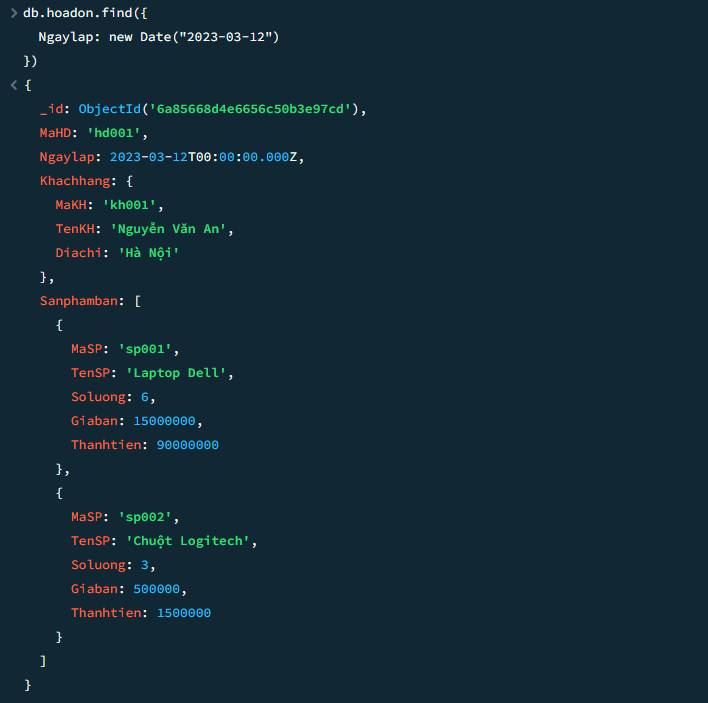 > db.hoadon.find({
Ngaylap: new Date("2023-03-12")
})
< {
_id: ObjectId('6a85668d4e6656c50b3e97cd'),
MaHD: 'hd001',
Ngaylap: 2023-03-12T00:00:00.000Z,
Khachhang: {
MaKH: 'kh001',
TenKH: 'Nguyễn Văn An',
Diachi: 'Hà Nội'
},
Sanphamban: [
{
MaSP: 'sp001',
TenSP: 'Laptop Dell',
Soluong: 6,
Giaban: 15000000,
Thanhtien: 90000000
},
{
MaSP: 'sp002',
TenSP: 'Chuột Logitech',
Soluong: 3,
Giaban: 500000,
Thanhtien: 1500000
}
]
}